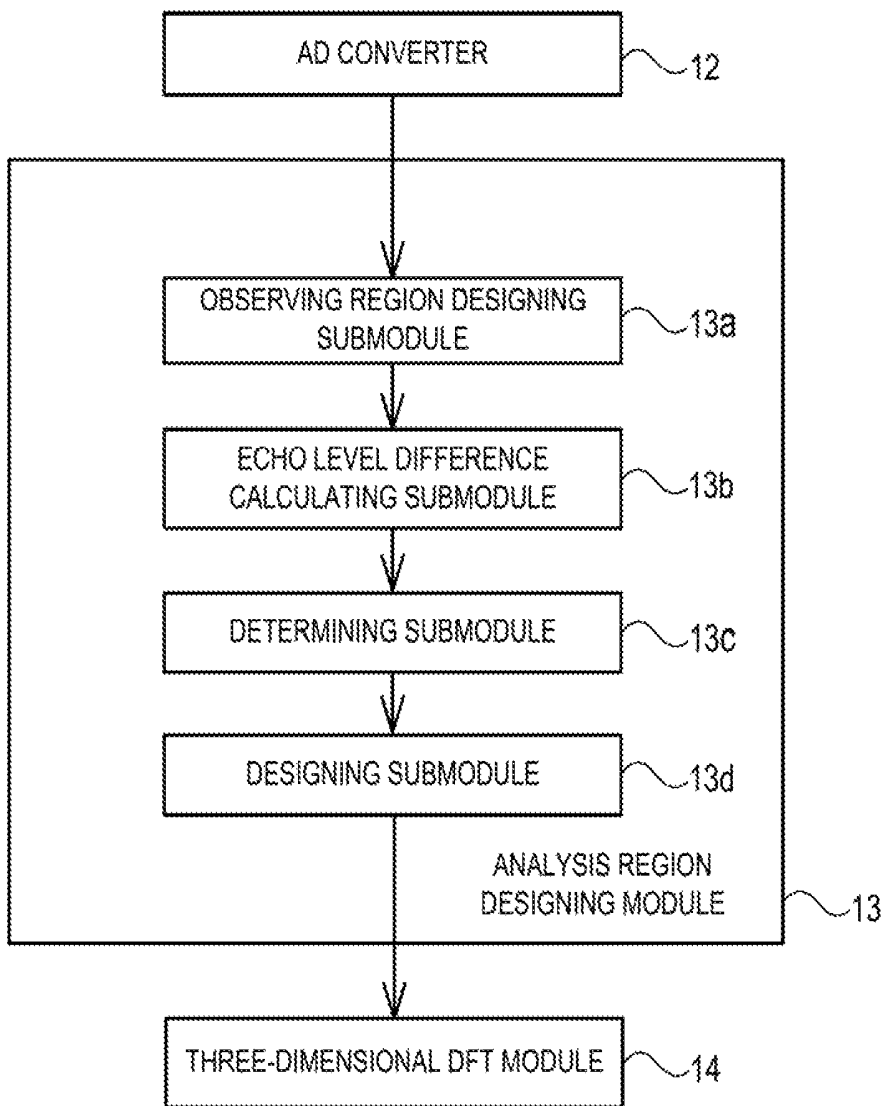 AD CONVERTER
12
OBSERVING REGION DESIGNING
SUBMODULE
13a
ECHO LEVEL DIFFERENCE
CALCULATING SUBMODULE
13b
DETERMINING SUBMODULE
13c
DESIGNING SUBMODULE
13d
ANALYSIS REGION
DESIGNING MODULE
13
THREE-DIMENSIONAL DFT MODULE
14